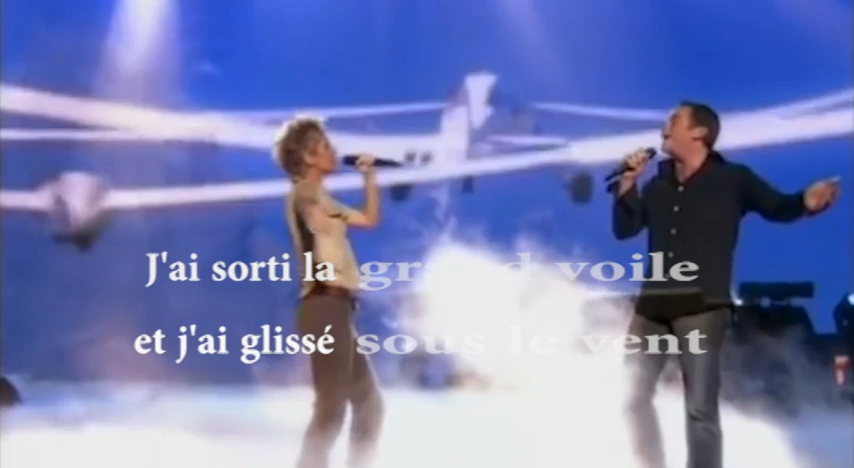 J'ai sorti la grand voile
et j'ai glissé sous le vent